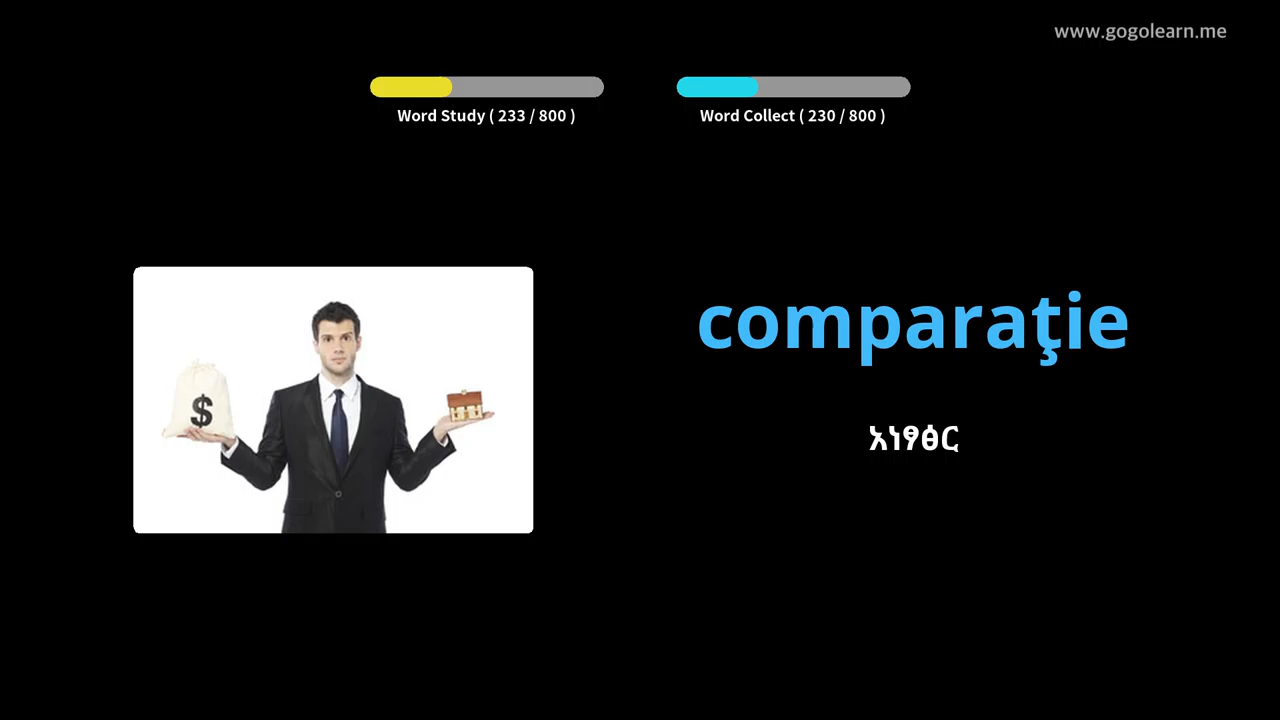 www.gogolearn.me
Word Study ( 233 / 800 )
Word Collect ( 230 / 800 )
$
comparaţie
አነፃፅር